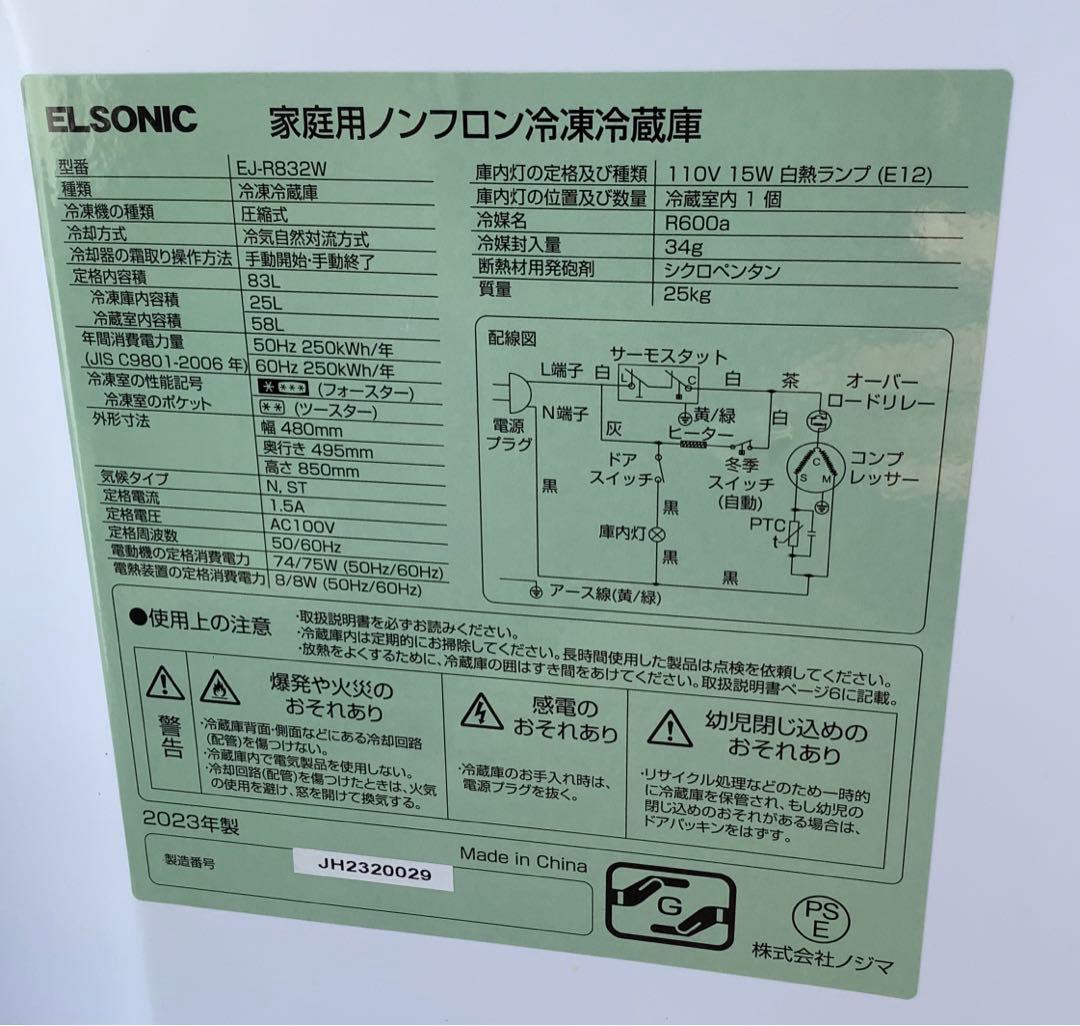 ELSONIC 家庭用ノンフロン冷凍冷蔵庫
型番 EJ-R832W
種類 冷凍冷蔵庫
冷凍機の種類 圧縮式
冷却方式 冷気自然対流方式
冷却器の霜取り操作方法 手動開始・手動終了
定格内容積 83L
冷凍庫内容積 25L
冷蔵室内容積 58L
年間消費電力量 50Hz 250kWh/年
(JIS C9801-2006 年) 60Hz 250kWh/年
冷凍室の性能記号 (フォースター)
冷凍室のポケット (ツースター)
外形寸法 幅 480mm
奥行き 495mm
高さ 850mm
気候タイプ N, ST
定格電流 1.5A
定格電圧 AC100V
定格周波数 50/60Hz
電動機の定格消費電力 74/75W (50Hz/60Hz)
電熱装置の定格消費電力 8/8W (50Hz/60Hz)
庫内灯の定格及び種類 110V 15W 白熱ランプ (E12)
庫内灯の位置及び数量 冷蔵室内 1 個
冷媒名 R600a
冷媒封入量 34g
断熱材用発砲剤 シクロペンタン
質量 25kg
配線図
サーモスタット
L端子 白 L C 白 茶 オーバー
ロードリレー
N端子 黄/緑 白
電源
プラグ
灰 ヒーター
ドア
スイッチ
冬季
スイッチ
(自動)
C
S M
コンプ
レッサー
黒 黒
PTC
t
庫内灯
黒 黒
アース線(黄/緑)
●使用上の注意
・取扱説明書を必ずお読みください。
・冷蔵庫内は定期的にお掃除してください。長時間使用した製品は点検を依頼してください。
・放熱をよくするために、冷蔵庫の囲はすき間をあけてください。取扱説明書ページ6に記載。
警告
爆発や火災の
おそれあり
・冷蔵庫背面・側面などにある冷却回路
(配管)を傷つけない。
・冷蔵庫内で電気製品を使用しない。
・冷却回路(配管)を傷つけたときは、火気
の使用を避け、窓を開けて換気する。
感電の
おそれあり
・冷蔵庫のお手入れ時は、
電源プラグを抜く。
幼児閉じ込めの
おそれあり
・リサイクル処理などのため一時的
に冷蔵庫を保管され、もし幼児の
閉じ込めのおそれがある場合は、
ドアパッキンをはずす。
2023年製
製造番号 JH2320029
Made in China
G
PS
E
株式会社ノジマ